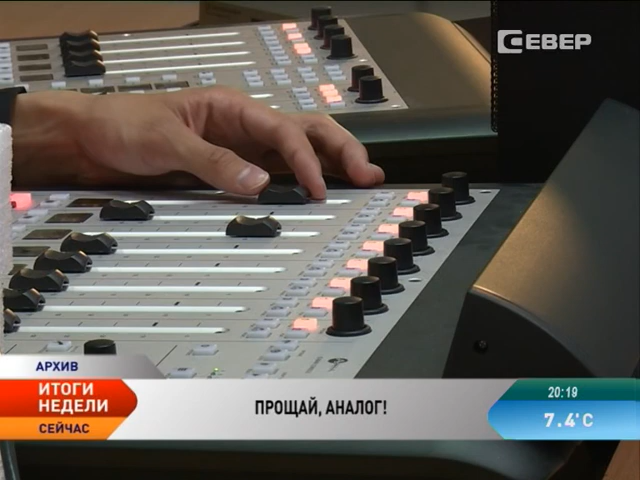 СЕВЕР
АРХИВ
ИТОГИ
НЕДЕЛИ
СЕЙЧАС
ПРОЩАЙ, АНАЛОГ!
20:19
7.4°C